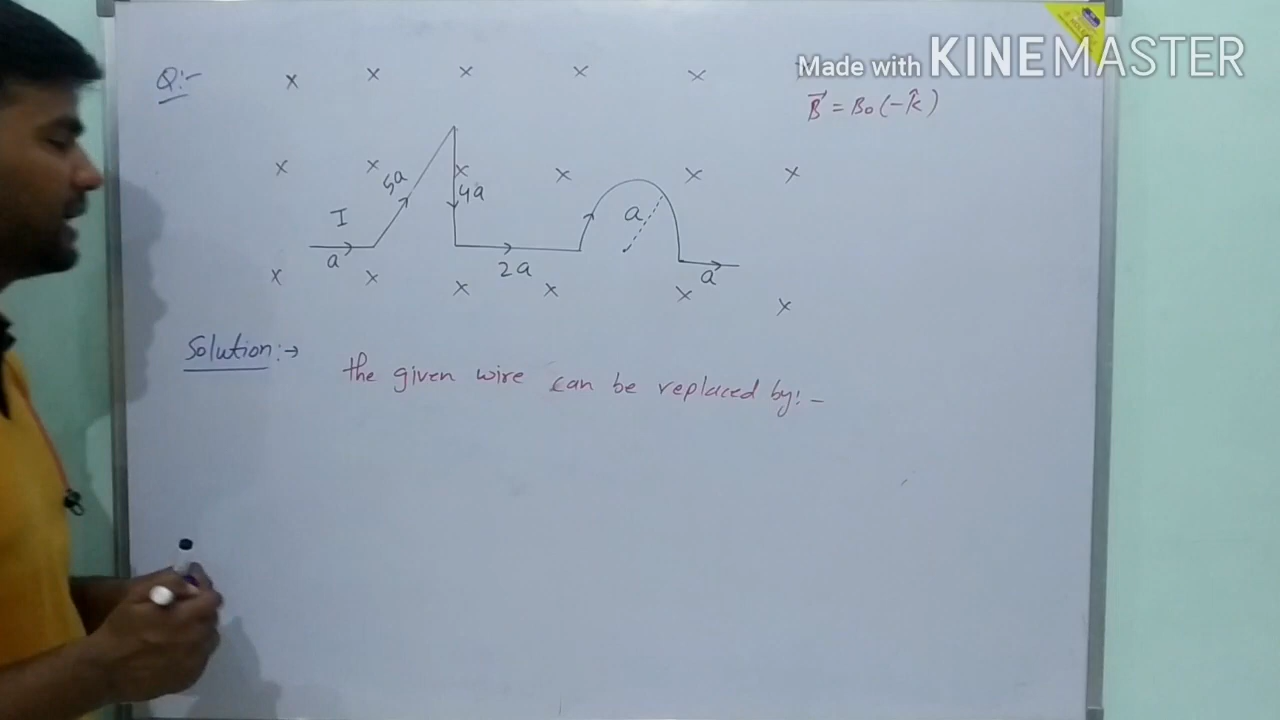 Q:-
Made with KINEMASTER
B⃗ = B₀(-k̂)
I
a
5a
4a
2a
a
a
Solution:→
the given wire can be replaced by:-